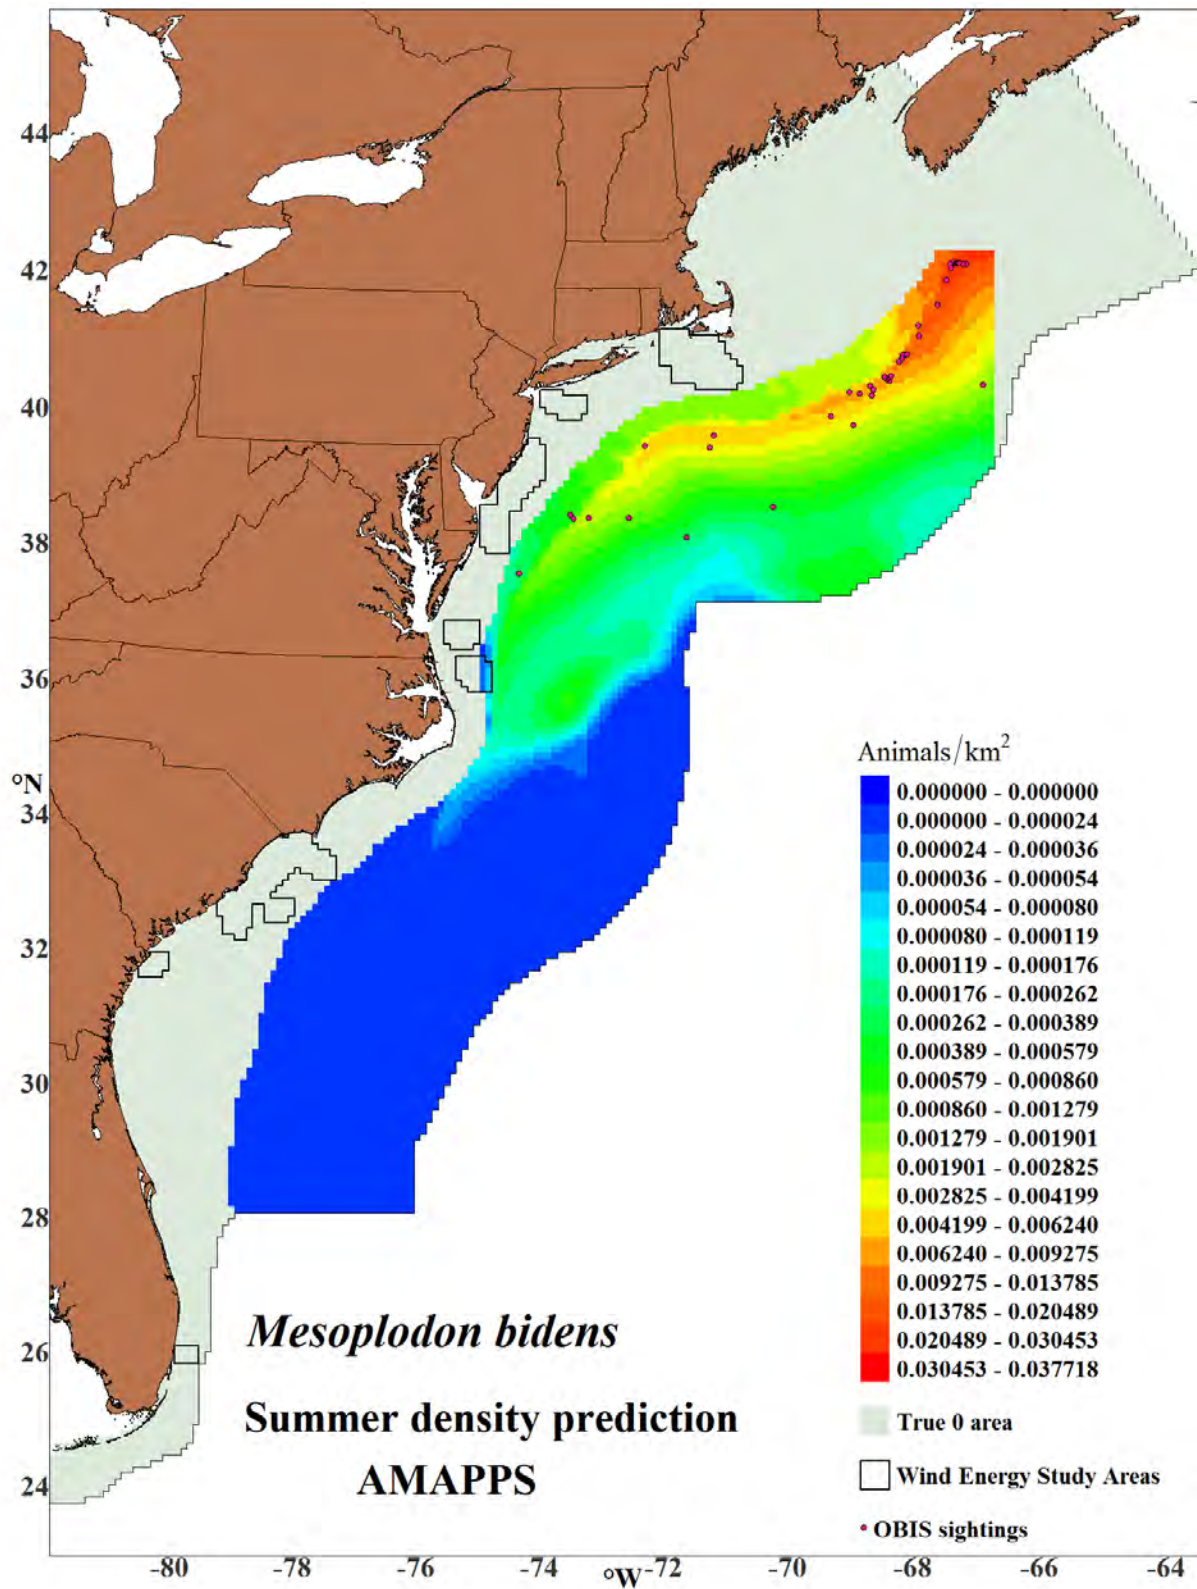 44
42
40
38
36
°N
34
32
30
28
26
24
Animals/km²
0.000000 - 0.000000
0.000000 - 0.000024
0.000024 - 0.000036
0.000036 - 0.000054
0.000054 - 0.000080
0.000080 - 0.000119
0.000119 - 0.000176
0.000176 - 0.000262
0.000262 - 0.000389
0.000389 - 0.000579
0.000579 - 0.000860
0.000860 - 0.001279
0.001279 - 0.001901
0.001901 - 0.002825
0.002825 - 0.004199
0.004199 - 0.006240
0.006240 - 0.009275
0.009275 - 0.013785
0.013785 - 0.020489
0.020489 - 0.030453
0.030453 - 0.037718
True 0 area
Wind Energy Study Areas
OBIS sightings
Mesoplodon bidens
Summer density prediction
AMAPPS
-80 -78 -76 -74 °W -72 -70 -68 -66 -64